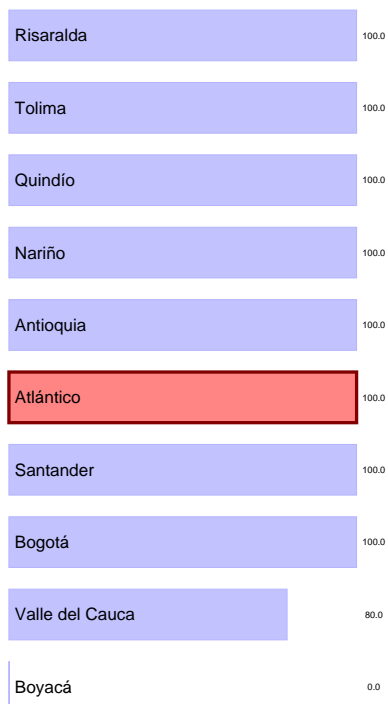 Risaralda 100.0
Tolima 100.0
Quindío 100.0
Nariño 100.0
Antioquia 100.0
Atlántico 100.0
Santander 100.0
Bogotá 100.0
Valle del Cauca 80.0
Boyacá 0.0